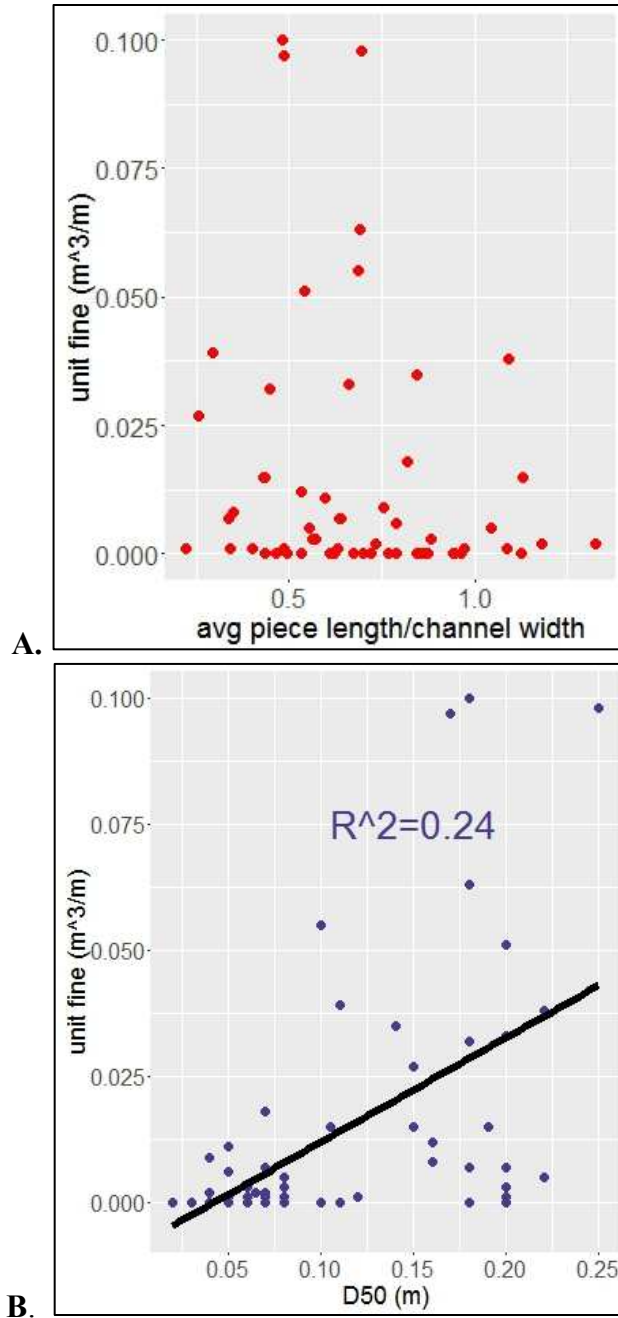 0.100
0.075
0.050
0.025
0.000
unit fine (m^3/m)
0.5 1.0
avg piece length/channel width
A.
0.100
0.075
0.050
0.025
0.000
unit fine (m^3/m)
R^2=0.24
0.05 0.10 0.15 0.20 0.25
D50 (m)
B.